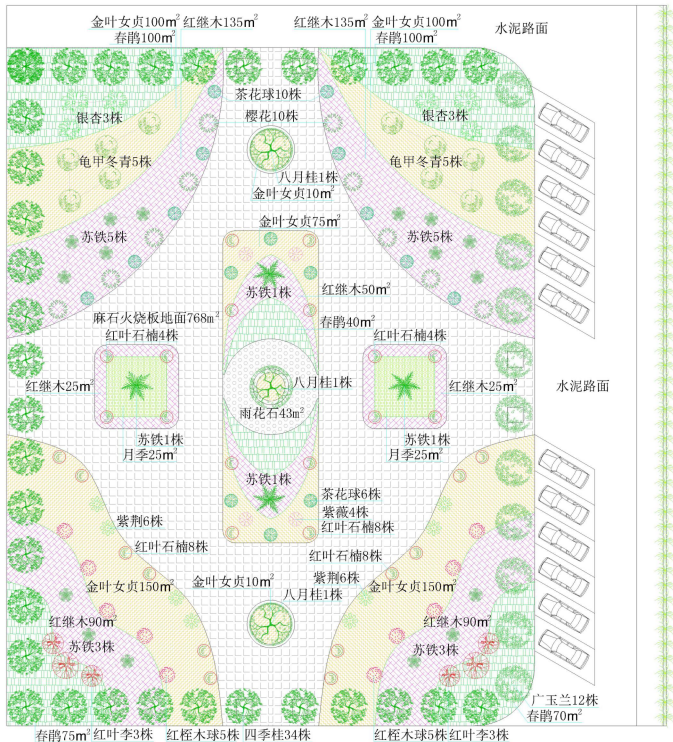 金叶女贞100m² 红继木135m²
春鹃100m²
红继木135m² 金叶女贞100m²
春鹃100m²
水泥路面
茶花球10株
银杏3株
樱花10株
银杏3株
龟甲冬青5株
八月桂1株
龟甲冬青5株
金叶女贞10m²
金叶女贞75m²
苏铁5株
苏铁5株
苏铁1株
红继木50m²
麻石火烧板地面768m²
春鹃40m²
红叶石楠4株
红叶石楠4株
红继木25m²
八月桂1株
红继木25m²
水泥路面
雨花石43m²
苏铁1株
苏铁1株
月季25m²
月季25m²
苏铁1株
茶花球6株
紫荆6株
紫薇4株
红叶石楠8株
红叶石楠8株
红叶石楠8株
金叶女贞150m²
金叶女贞10m²
紫荆6株
金叶女贞150m²
八月桂1株
红继木90m²
红继木90m²
苏铁3株
苏铁3株
广玉兰12株
春鹃70m²
春鹃75m²
红叶李3株
红桎木球5株
四季桂34株
红桎木球5株
红叶李3株